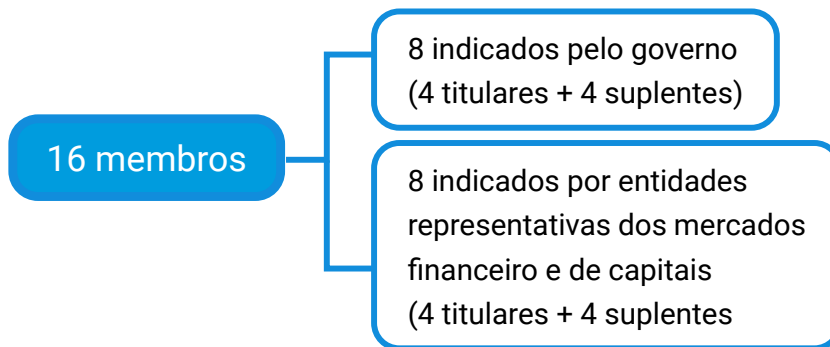 16 membros
8 indicados pelo governo
(4 titulares + 4 suplentes)
8 indicados por entidades
representativas dos mercados
financeiro e de capitais
(4 titulares + 4 suplentes